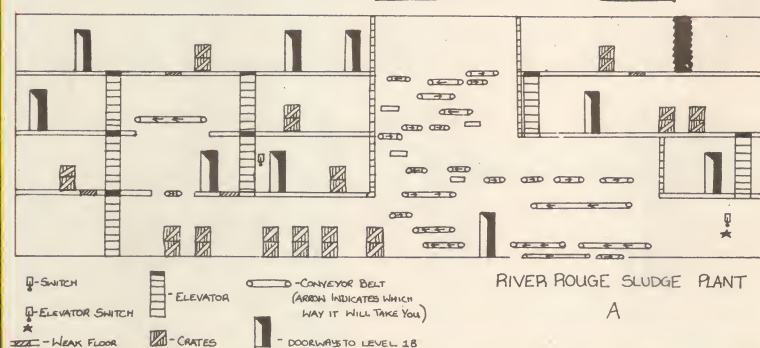 -SWITCH
-ELEVATOR SWITCH
-WEAK FLOOR
-ELEVATOR
-CRATES
-CONVEYOR BELT
(ARROW INDICATES WHICH
WAY IT WILL TAKE YOU)
-DOORWAYS TO LEVEL 1B
RIVER ROUGE SLUDGE PLANT
A